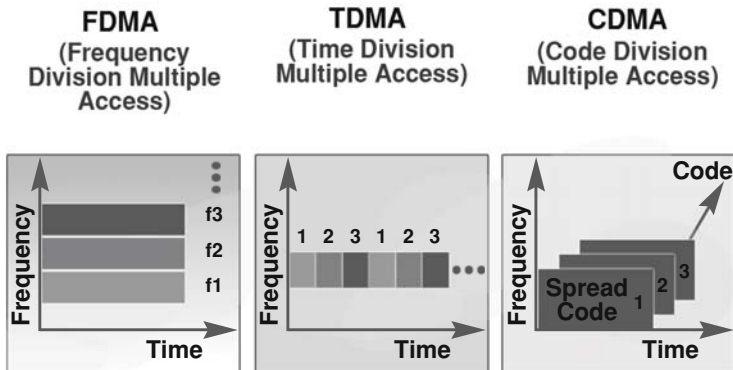 FDMA
(Frequency
Division Multiple
Access)
TDMA
(Time Division
Multiple Access)
CDMA
(Code Division
Multiple Access)
Frequency
f3
f2
f1
Time
Frequency
1 2 3 1 2 3
Time
Frequency
Code
Spread
Code
1
2
3
Time